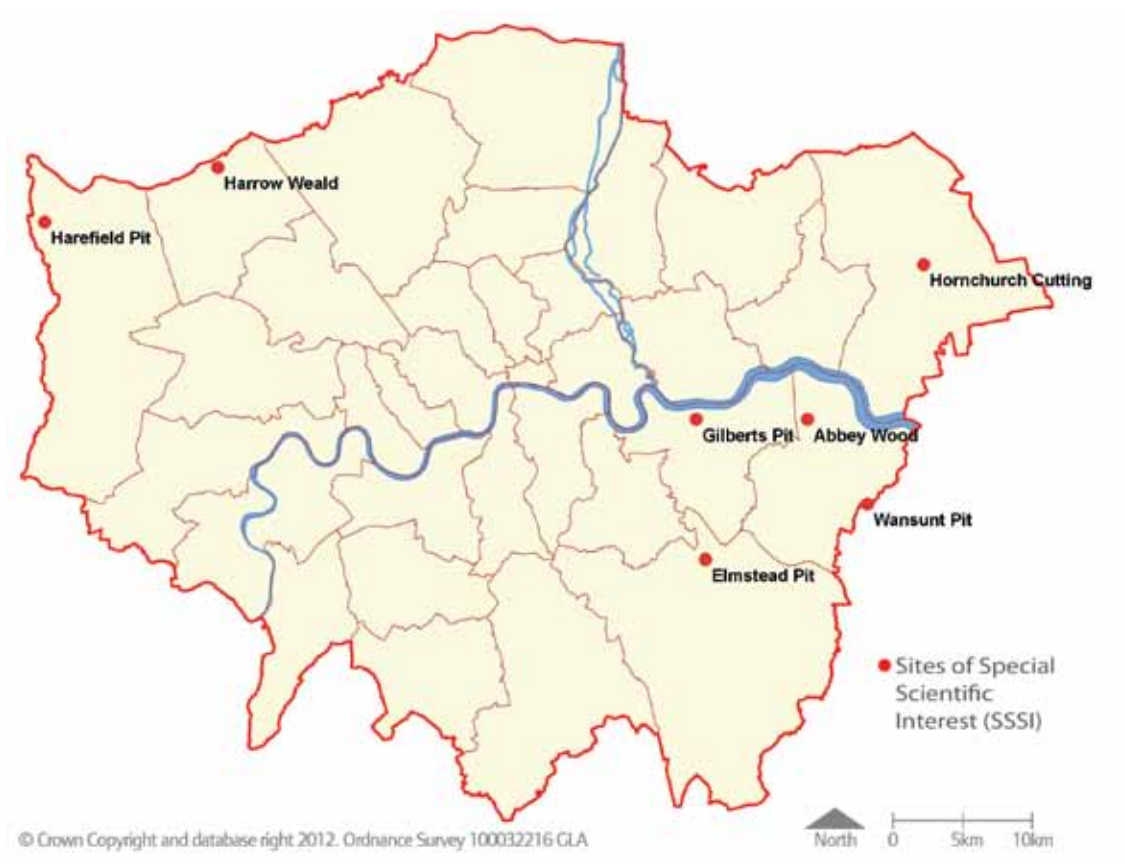 Harrow Weald
Harefield Pit
Hornchurch Cutting
Gilberts Pit
Abbey Wood
Wansunt Pit
Elmstead Pit
Sites of Special
Scientific
Interest (SSSI)
North
0 5km 10km
© Crown Copyright and database right 2012. Ordnance Survey 100032216 GLA